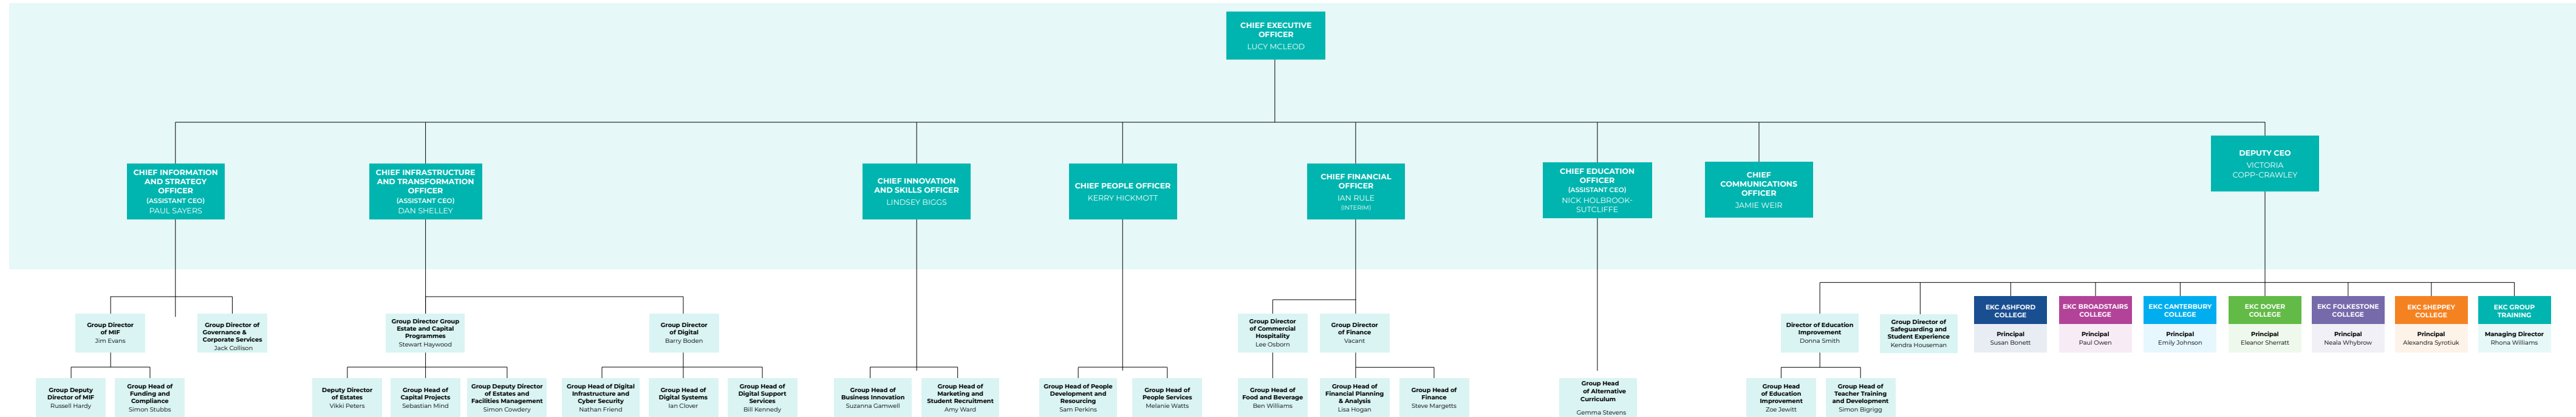 CHIEF EXECUTIVE
OFFICER
LUCY MCLEOD
CHIEF INFORMATION
AND STRATEGY
OFFICER
(ASSISTANT CEO)
PAUL SAYERS
CHIEF INFRASTRUCTURE
AND TRANSFORMATION
OFFICER
(ASSISTANT CEO)
DAN SHELLEY
CHIEF INNOVATION
AND SKILLS OFFICER
LINDSEY BIGGS
CHIEF PEOPLE OFFICER
KERRY HICKMOTT
CHIEF FINANCIAL
OFFICER
IAN RULE
(INTERIM)
CHIEF EDUCATION
OFFICER
(ASSISTANT CEO)
NICK HOLBROOK-
SUTCLIFFE
CHIEF
COMMUNICATIONS
OFFICER
JAMIE WEIR
DEPUTY CEO
VICTORIA
COPP-CRAWLEY
Group Director
of MIF
Jim Evans
Group Director of
Governance &
Corporate Services
Jack Collison
Group Director Group
Estate and Capital
Programmes
Stewart Haywood
Group Director
of Digital
Barry Boden
Group Director
of Commercial
Hospitality
Lee Osborn
Group Director
of Finance
Vacant
Director of Education
Improvement
Donna Smith
Group Director of
Safeguarding and
Student Experience
Kendra Houseman
EKC ASHFORD
COLLEGE
Principal
Susan Bonett
EKC BROADSTAIRS
COLLEGE
Principal
Paul Owen
EKC CANTERBURY
COLLEGE
Principal
Emily Johnson
EKC DOVER
COLLEGE
Principal
Eleanor Sherratt
EKC FOLKESTONE
COLLEGE
Principal
Neala Whybrow
EKC SHEPPEY
COLLEGE
Principal
Alexandra Syrotiuk
EKC GROUP
TRAINING
Managing Director
Rhona Williams
Group Deputy
Director of MIF
Russell Hardy
Group Head of
Funding and
Compliance
Simon Stubbs
Deputy Director
of Estates
Vikki Peters
Group Head of
Capital Projects
Sebastian Mind
Group Deputy Director
of Estates and
Facilities Management
Simon Cowdery
Group Head of Digital
Infrastructure and
Cyber Security
Nathan Friend
Group Head of
Digital Systems
Ian Clover
Group Head of
Digital Support
Services
Bill Kennedy
Group Head of
Business Innovation
Suzanna Gamwell
Group Head of
Marketing and
Student Recruitment
Amy Ward
Group Head of People
Development and
Resourcing
Sam Perkins
Group Head of
People Services
Melanie Watts
Group Head of
Food and Beverage
Ben Williams
Group Head of
Financial Planning
& Analysis
Lisa Hogan
Group Head of
Finance
Steve Margetts
Group Head
of Alternative
Curriculum
Gemma Stevens
Group Head
of Education
Improvement
Zoe Jewitt
Group Head of
Teacher Training
and Development
Simon Bigrigg